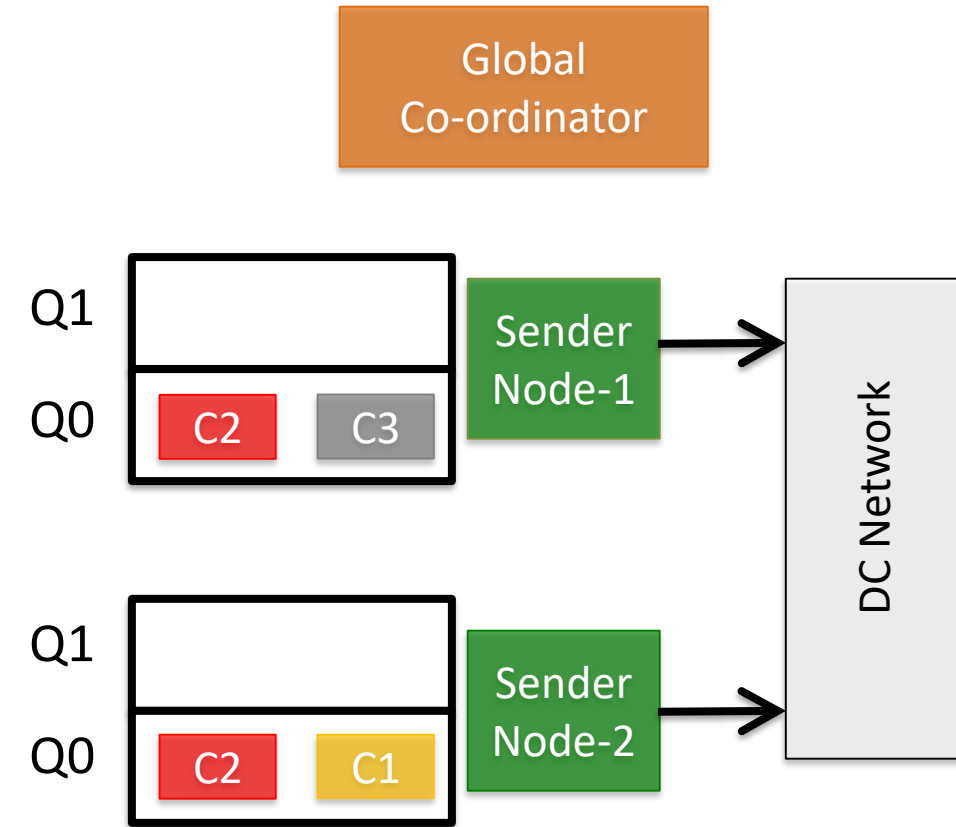 Global
Co-ordinator
Q1
Sender
Node-1
Q0
C2 C3
DC Network
Q1
Sender
Node-2
Q0
C2 C1